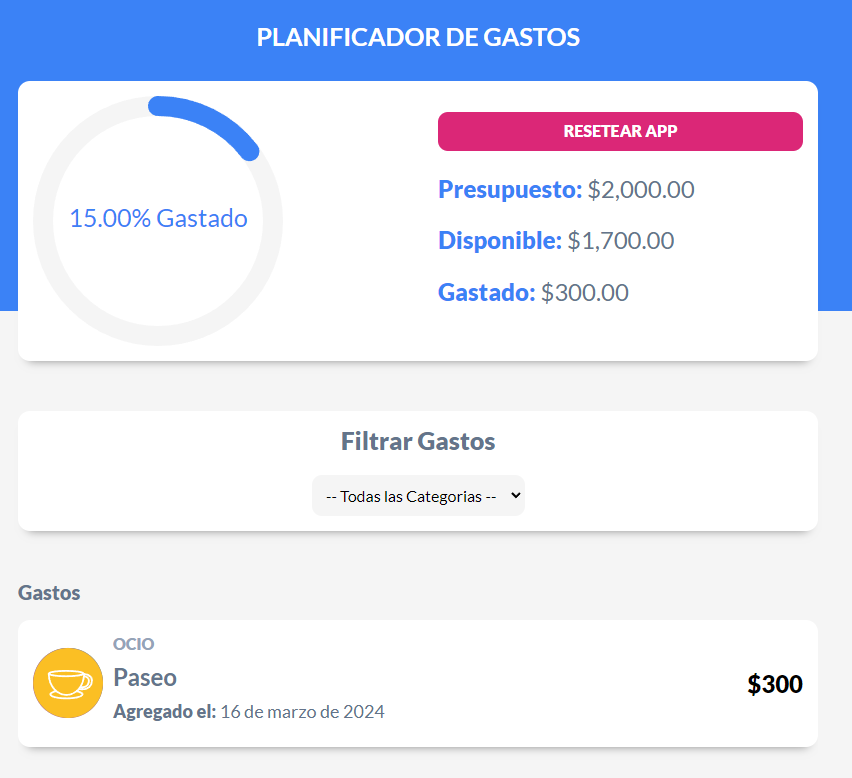 PLANIFICADOR DE GASTOS
15.00% Gastado
RESETEAR APP
Presupuesto: $2,000.00
Disponible: $1,700.00
Gastado: $300.00
Filtrar Gastos
-- Todas las Categorias --
Gastos
OCIO
Paseo
Agregado el: 16 de marzo de 2024
$300